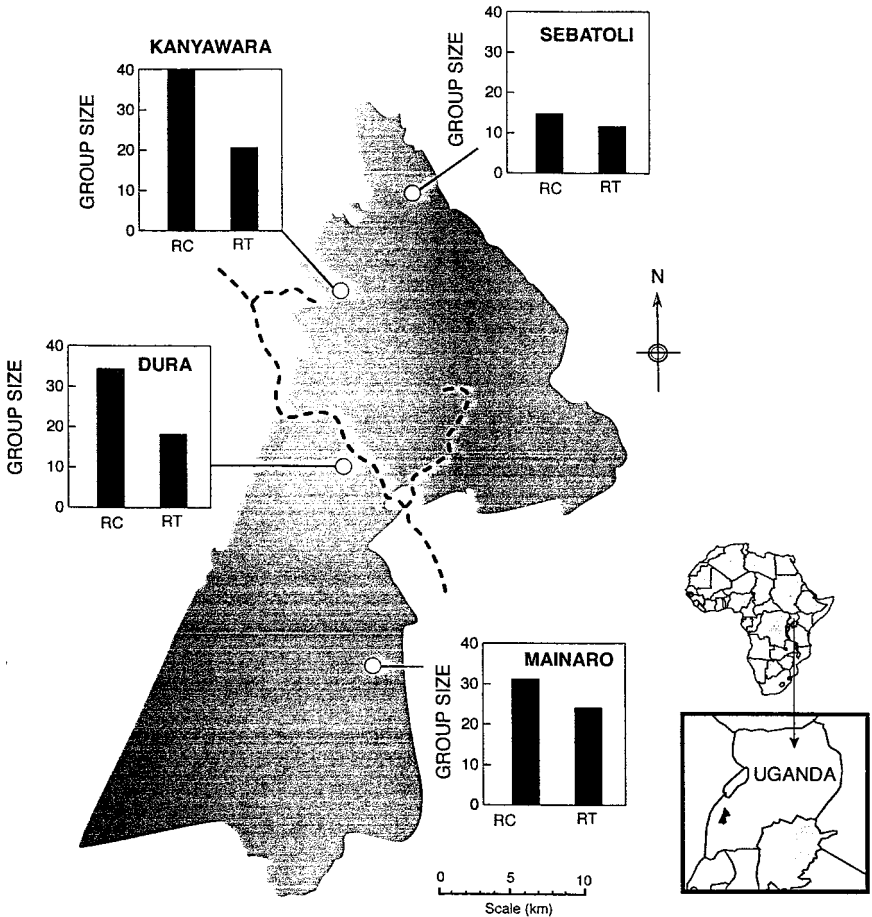 KANYAWARA
GROUP SIZE
40
30
20
10
0
RC RT
SEBATOLI
GROUP SIZE
40
30
20
10
0
RC RT
N
DURA
GROUP SIZE
40
30
20
10
0
RC RT
MAINARO
GROUP SIZE
40
30
20
10
0
RC RT
UGANDA
0 5 10
Scale (km)